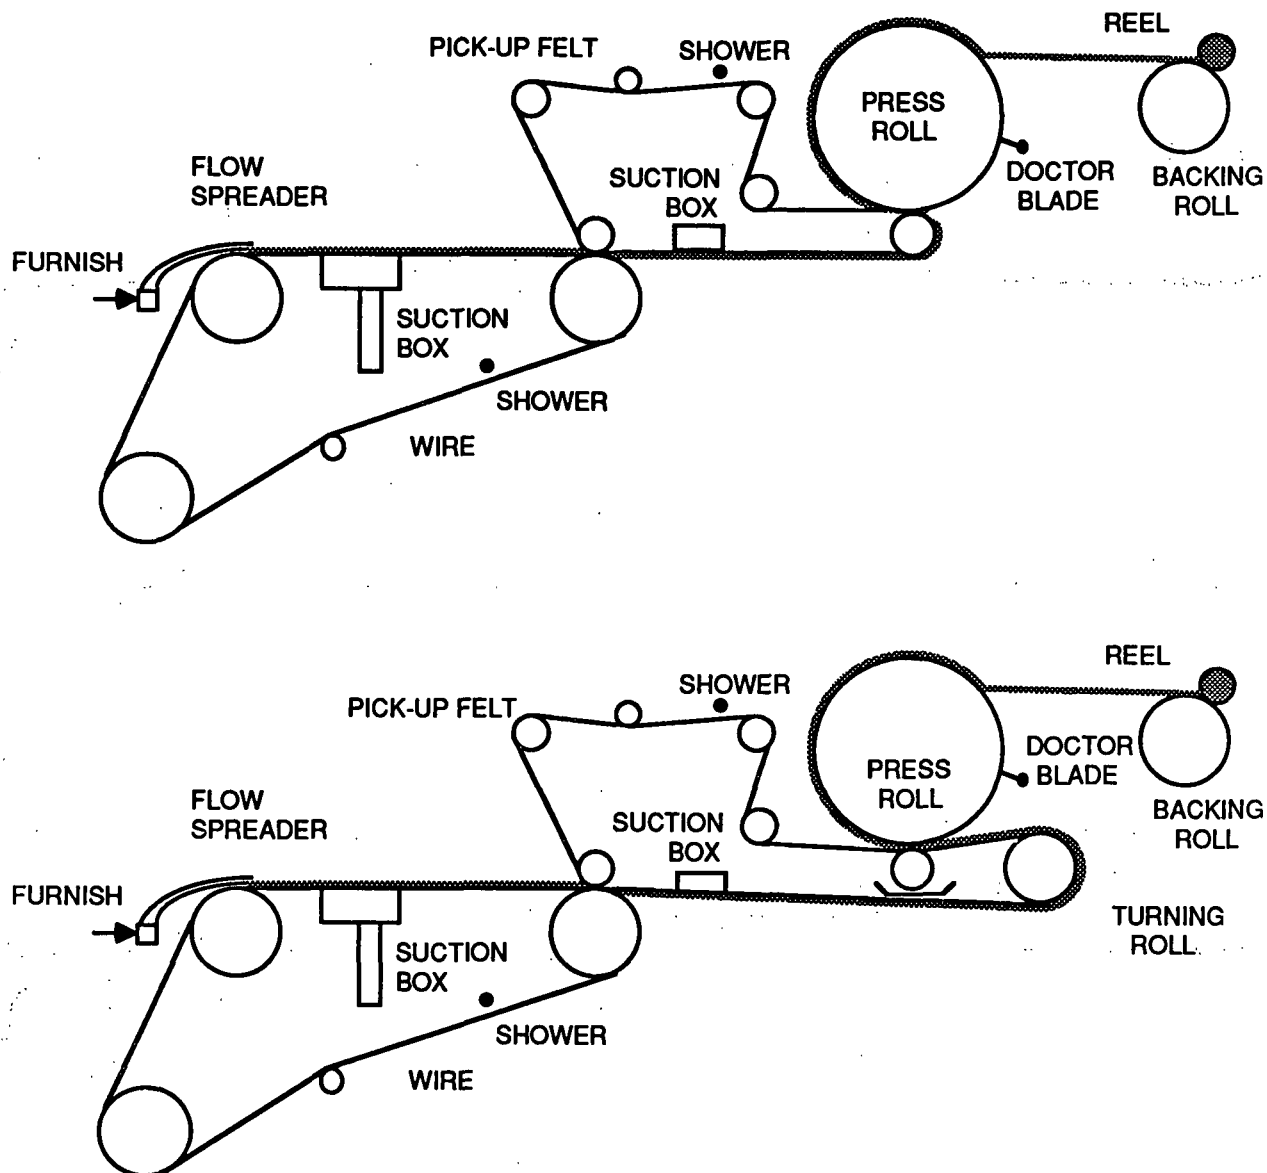 REEL
PICK-UP FELT
SHOWER
PRESS
ROLL
FLOW
SPREADER
SUCTION
BOX
DOCTOR
BLADE
BACKING
ROLL
FURNISH
SUCTION
BOX
SHOWER
WIRE
REEL
SHOWER
PICK-UP FELT
DOCTOR
BLADE
PRESS
ROLL
FLOW
SPREADER
SUCTION
BOX
BACKING
ROLL
FURNISH
TURNING
ROLL
SUCTION
BOX
SHOWER
WIRE